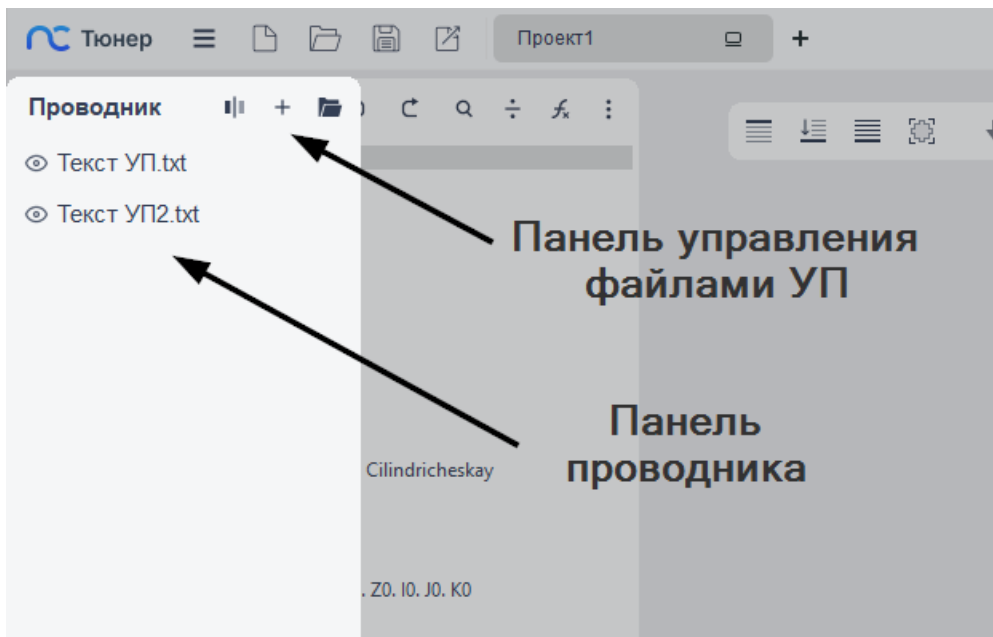 Тюнер
Проект1
Проводник
Текст УП.txt
Текст УП2.txt
Панель управления
файлами УП
Панель
проводника
Cilindricheskay
. Z0. I0. J0. K0